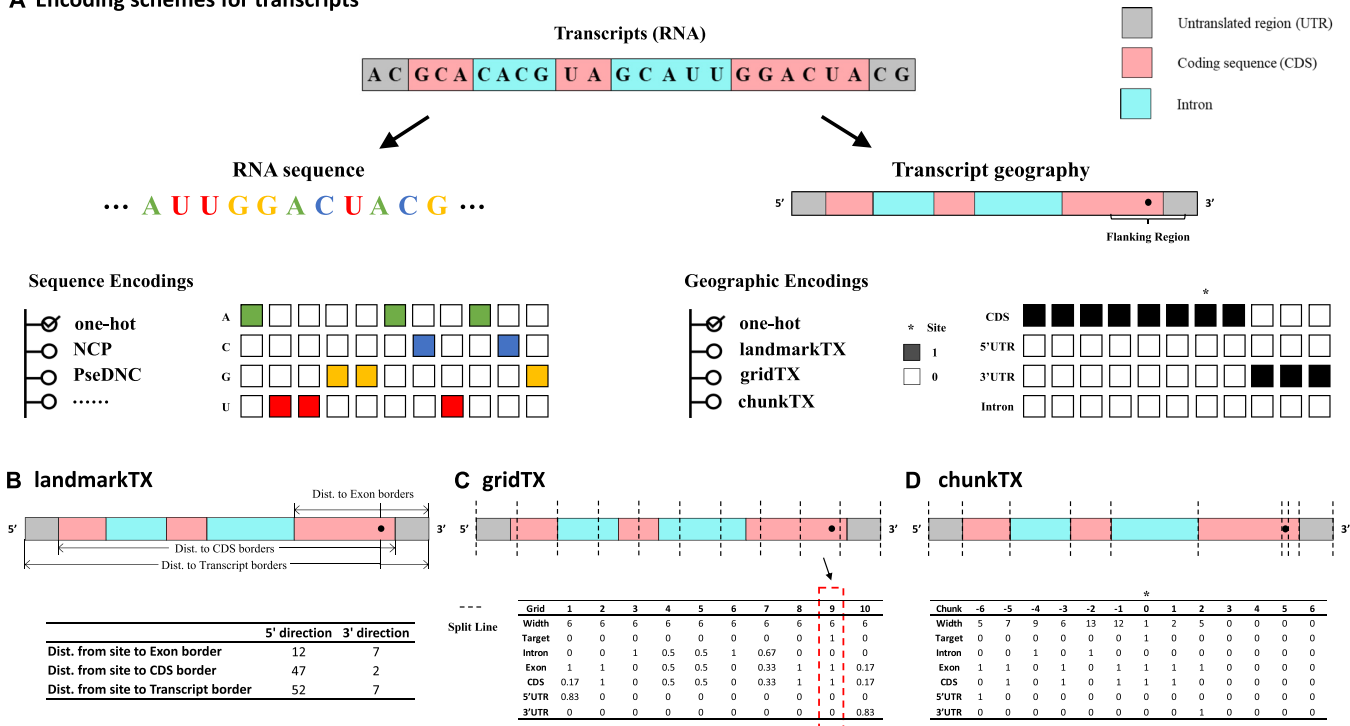 A Encoding schemes for transcripts
Transcripts (RNA)
A C G C A C A C G U A G C A U U G G A C U A C G
Untranslated region (UTR)
Coding sequence (CDS)
Intron
RNA sequence
··· A U U G G A C U A C G ···
Transcript geography
5’ 3’
Flanking Region
Sequence Encodings
one-hot
NCP
PseDNC
······
A
C
G
U
Geographic Encodings
one-hot
landmarkTX
gridTX
chunkTX
* Site
1
0
*
CDS
5’UTR
3’UTR
Intron
B landmarkTX
Dist. to Exon borders
5’ 3’
Dist. to CDS borders
Dist. to Transcript borders
5' direction 3' direction
Dist. from site to Exon border 12 7
Dist. from site to CDS border 47 2
Dist. from site to Transcript border 52 7
C gridTX
5’ 3’
Split Line
Grid 1 2 3 4 5 6 7 8 9 10
Width 6 6 6 6 6 6 6 6 6 6
Target 0 0 0 0 0 0 0 0 1 0
Intron 0 0 1 0.5 0.5 1 0.67 0 0 0
Exon 1 1 0 0.5 0.5 0 0.33 1 1 0.17
CDS 0.17 1 0 0.5 0.5 0 0.33 1 1 0.17
5’UTR 0.83 0 0 0 0 0 0 0 0 0
3’UTR 0 0 0 0 0 0 0 0 0 0.83
D chunkTX
5’ 3’
*
Chunk -6 -5 -4 -3 -2 -1 0 1 2 3 4 5 6
Width 5 7 9 6 13 12 1 2 5 0 0 0 0
Target 0 0 0 0 0 0 1 0 0 0 0 0 0
Intron 0 0 1 0 1 0 0 0 0 0 0 0 0
Exon 1 1 0 1 0 1 1 1 1 0 0 0 0
CDS 0 1 0 1 0 1 1 1 0 0 0 0 0
5’UTR 1 0 0 0 0 0 0 0 0 0 0 0 0
3’UTR 0 0 0 0 0 0 0 0 1 0 0 0 0